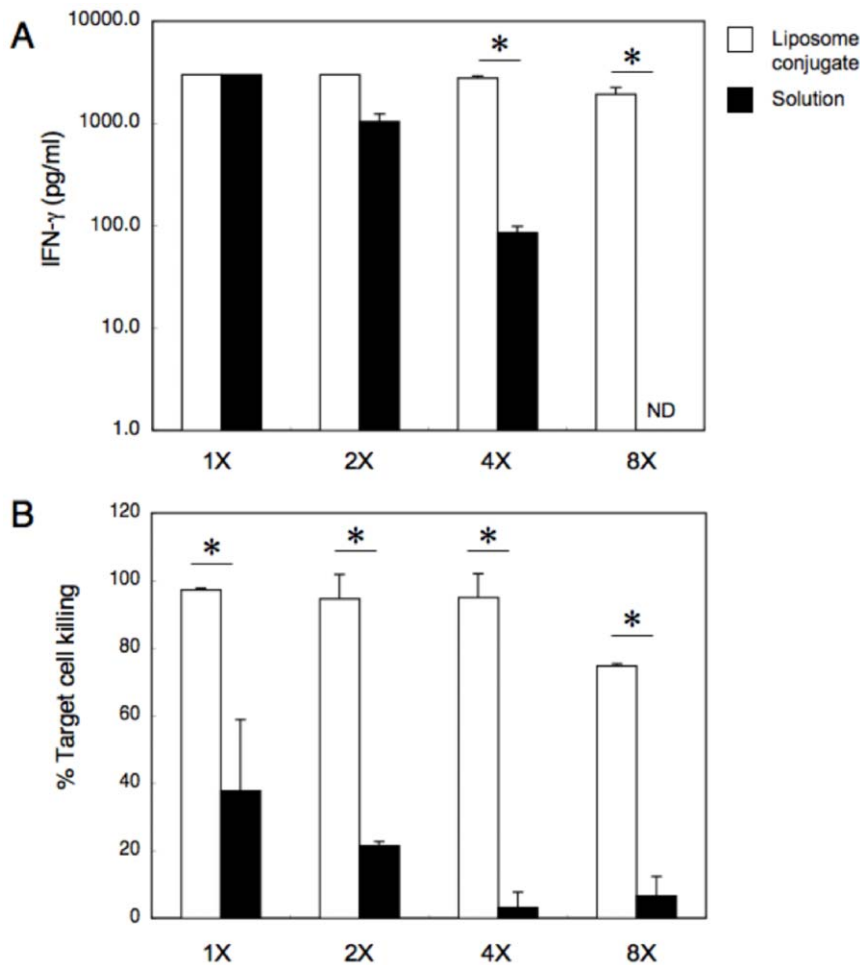 A
10000.0
1000.0
100.0
10.0
1.0
IFN-γ (pg/ml)
*
*
ND
1X 2X 4X 8X
Liposome
conjugate
Solution
B
120
100
80
60
40
20
0
% Target cell killing
*
*
*
*
1X 2X 4X 8X